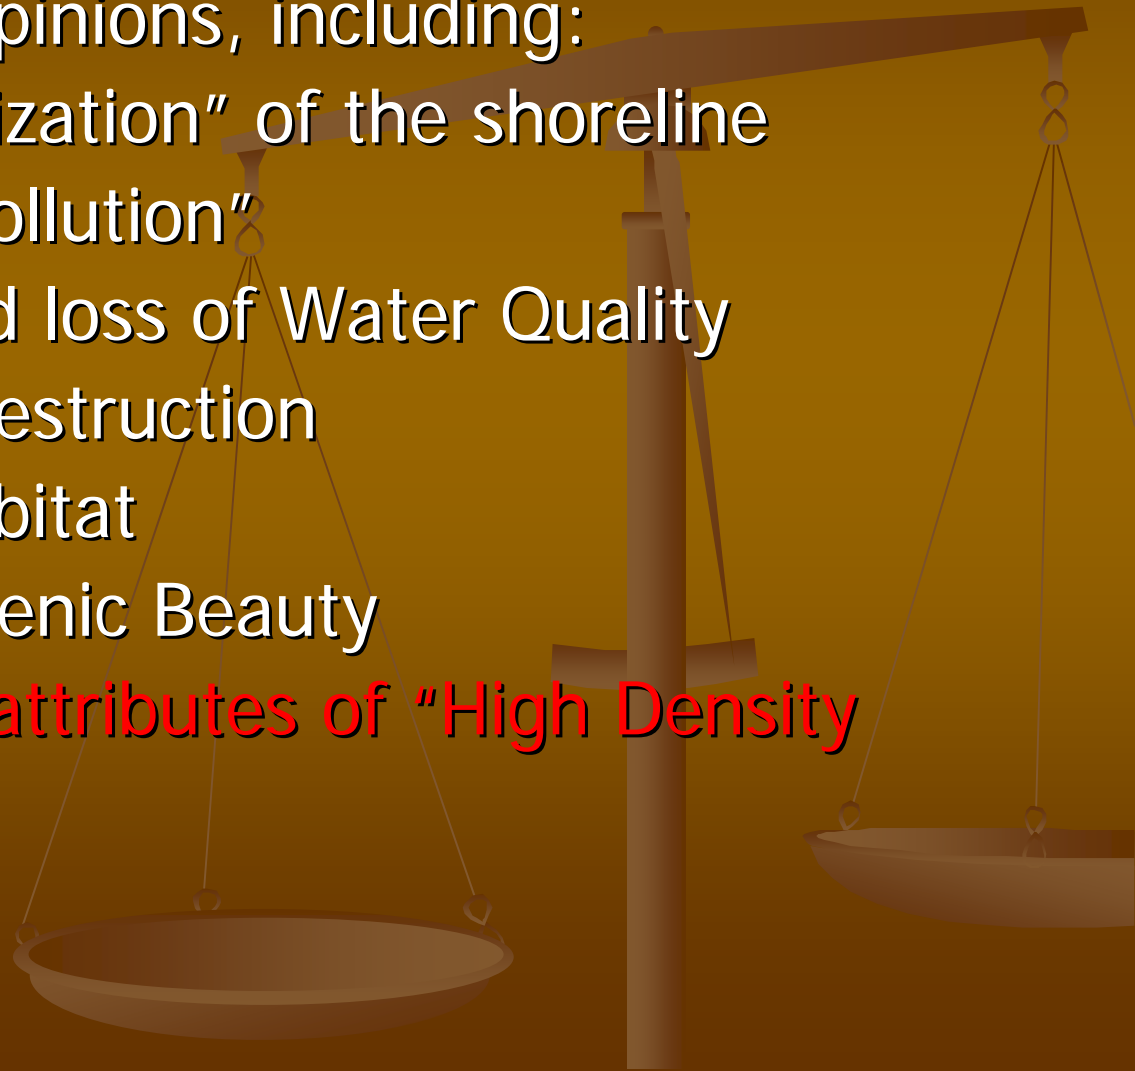 pinions, including:
ization” of the shoreline
ollution”
d loss of Water Quality
estruction
bitat
enic Beauty
attributes of “High Density